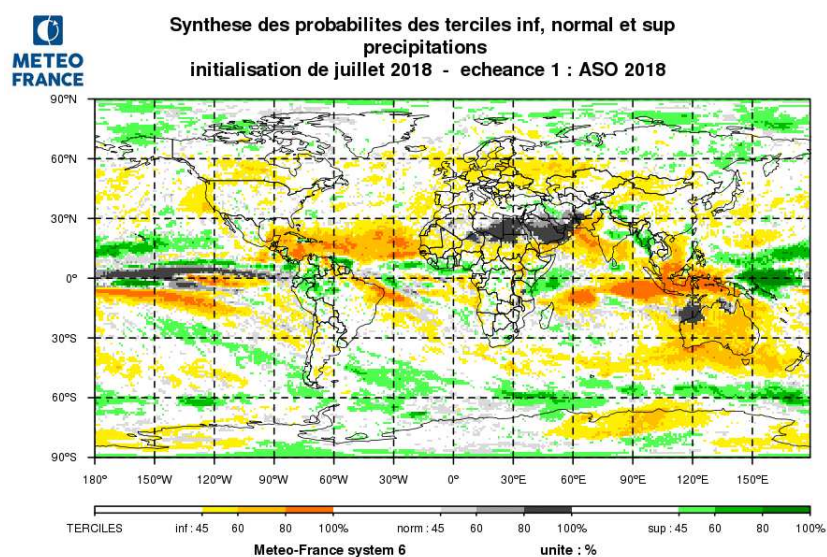 METEO
FRANCE
Synthese des probabilites des terciles inf, normal et sup
precipitations
initialisation de juillet 2018 - echeance 1 : ASO 2018
90°N
60°N
30°N
0°
30°S
60°S
90°S
180° 150°W 120°W 90°W 60°W 30°W 0° 30°E 60°E 90°E 120°E 150°E
TERCILES inf : 45 60 80 100% norm : 45 60 80 100% sup : 45 60 80 100%
Meteo-France system 6 unite : %